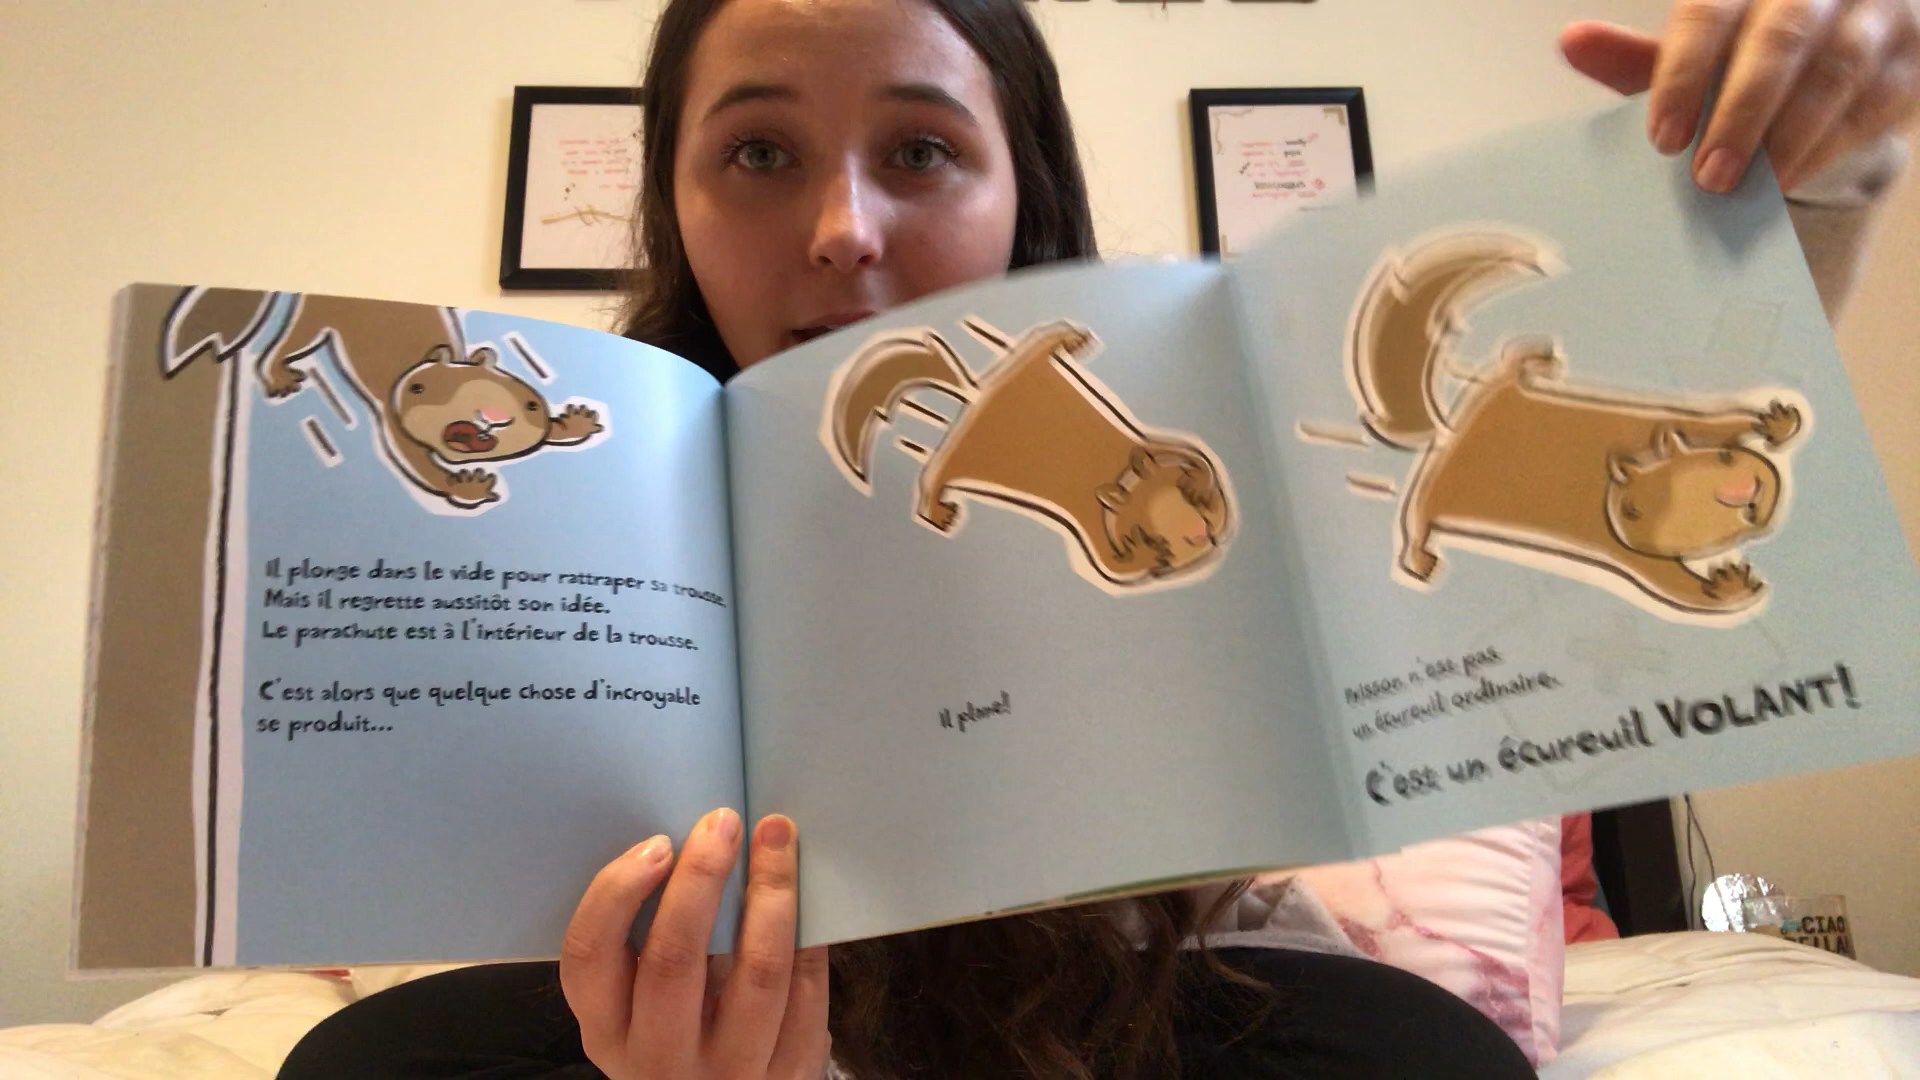 Il plonge dans le vide pour rattraper sa trousse.
Mais il regrette aussitôt son idée.
Le parachute est à l'intérieur de la trousse.
C'est alors que quelque chose d'incroyable
se produit...
Il plane!
Frisson n'est pas
un écureuil ordinaire.
C'est un écureuil VOLANT!
CIAO
BELLA